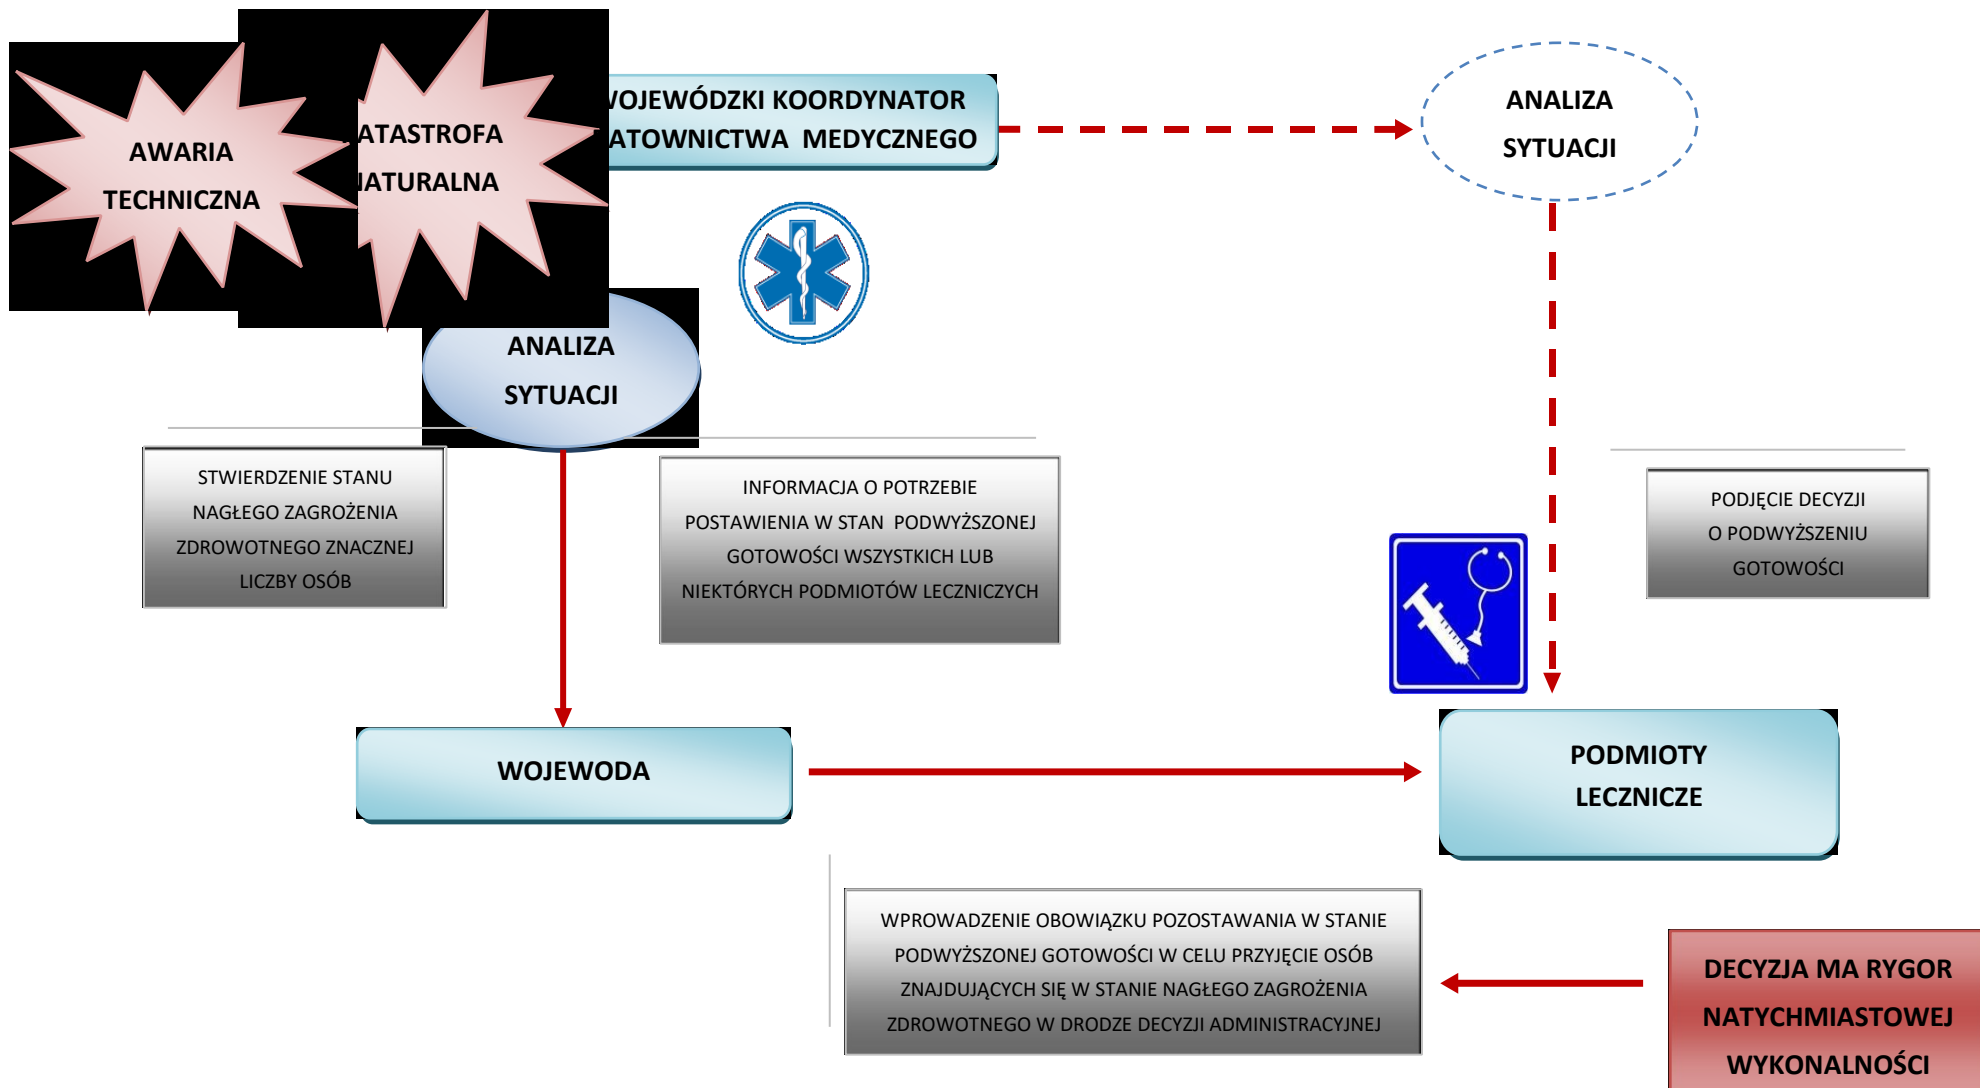 AWARIA
TECHNICZNA
KATASTROFA
NATURALNA
WOJEWÓDZKI KOORDYNATOR
RATOWNICTWA MEDYCZNEGO
ANALIZA
SYTUACJI
ANALIZA
SYTUACJI
STWIERDZENIE STANU
NAGŁEGO ZAGROŻENIA
ZDROWOTNEGO ZNACZNEJ
LICZBY OSÓB
INFORMACJA O POTRZEBIE
POSTAWIENIA W STAN PODWYŻSZONEJ
GOTOWOŚCI WSZYSTKICH LUB
NIEKTÓRYCH PODMIOTÓW LECZNICZYCH
PODJĘCIE DECYZJI
O PODWYŻSZENIU
GOTOWOŚCI
WOJEWODA
PODMIOTY
LECZNICZE
WPROWADZENIE OBOWIĄZKU POZOSTAWANIA W STANIE
PODWYŻSZONEJ GOTOWOŚCI W CELU PRZYJĘCIE OSÓB
ZNAJDUJĄCYCH SIĘ W STANIE NAGŁEGO ZAGROŻENIA
ZDROWOTNEGO W DRODZE DECYZJI ADMINISTRACYJNEJ
DECYZJA MA RYGOR
NATYCHMIASTOWEJ
WYKONALNOŚCI